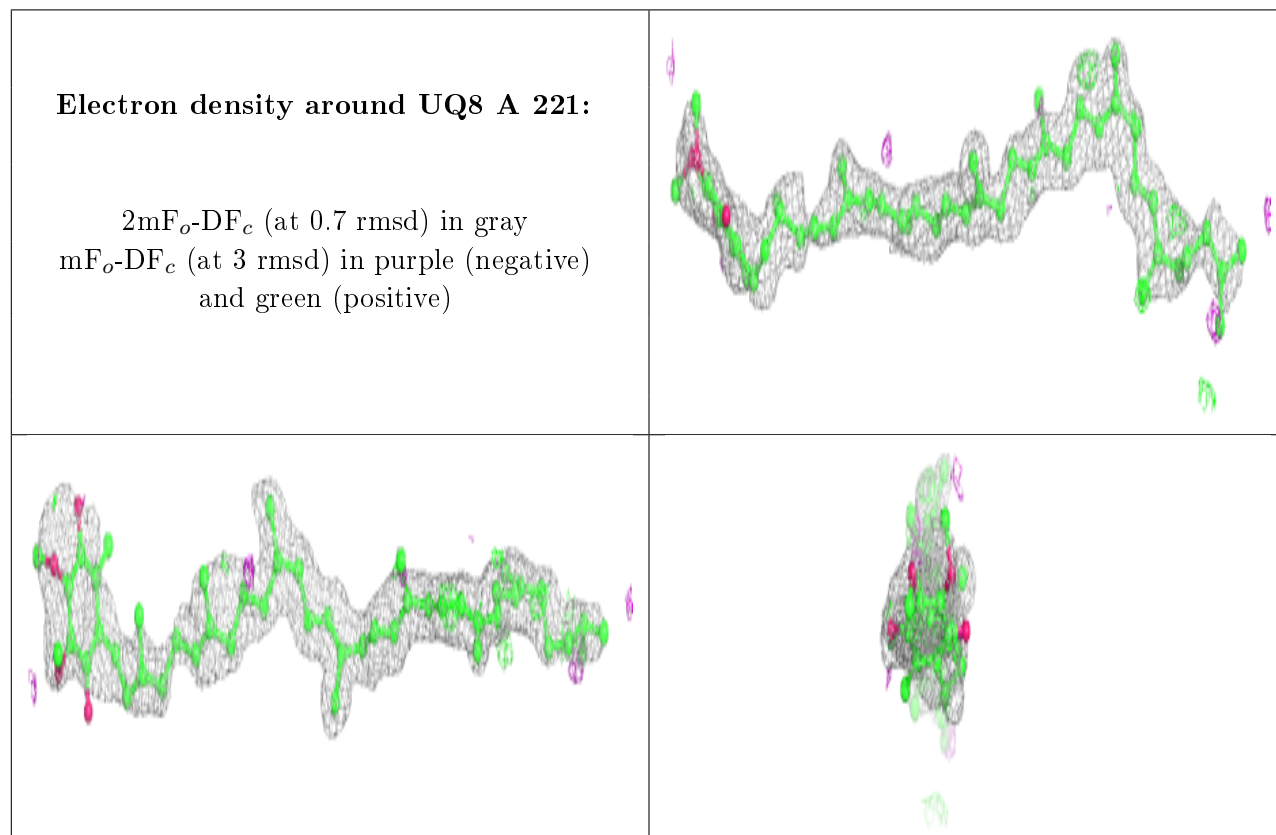 Electron density around UQ8 A 221:
2mFo-DFc (at 0.7 rmsd) in gray
mFo-DFc (at 3 rmsd) in purple (negative)
and green (positive)